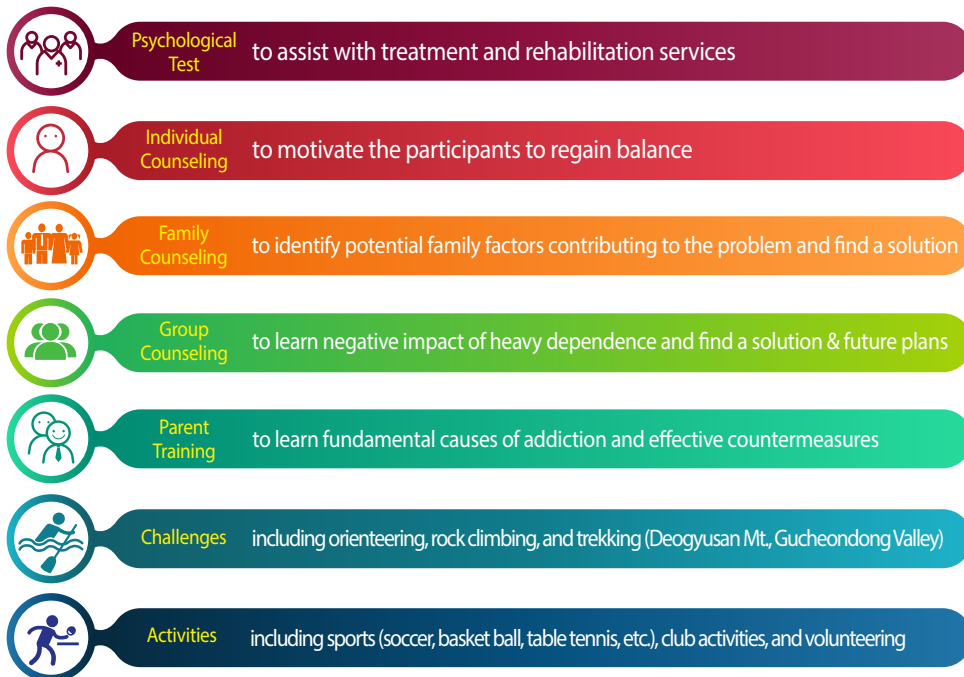 Psychological
Test
to assist with treatment and rehabilitation services
Individual
Counseling
to motivate the participants to regain balance
Family
Counseling
to identify potential family factors contributing to the problem and find a solution
Group
Counseling
to learn negative impact of heavy dependence and find a solution & future plans
Parent
Training
to learn fundamental causes of addiction and effective countermeasures
Challenges
including orienteering, rock climbing, and trekking (Deogyusan Mt., Gucheondong Valley)
Activities
including sports (soccer, basket ball, table tennis, etc.), club activities, and volunteering